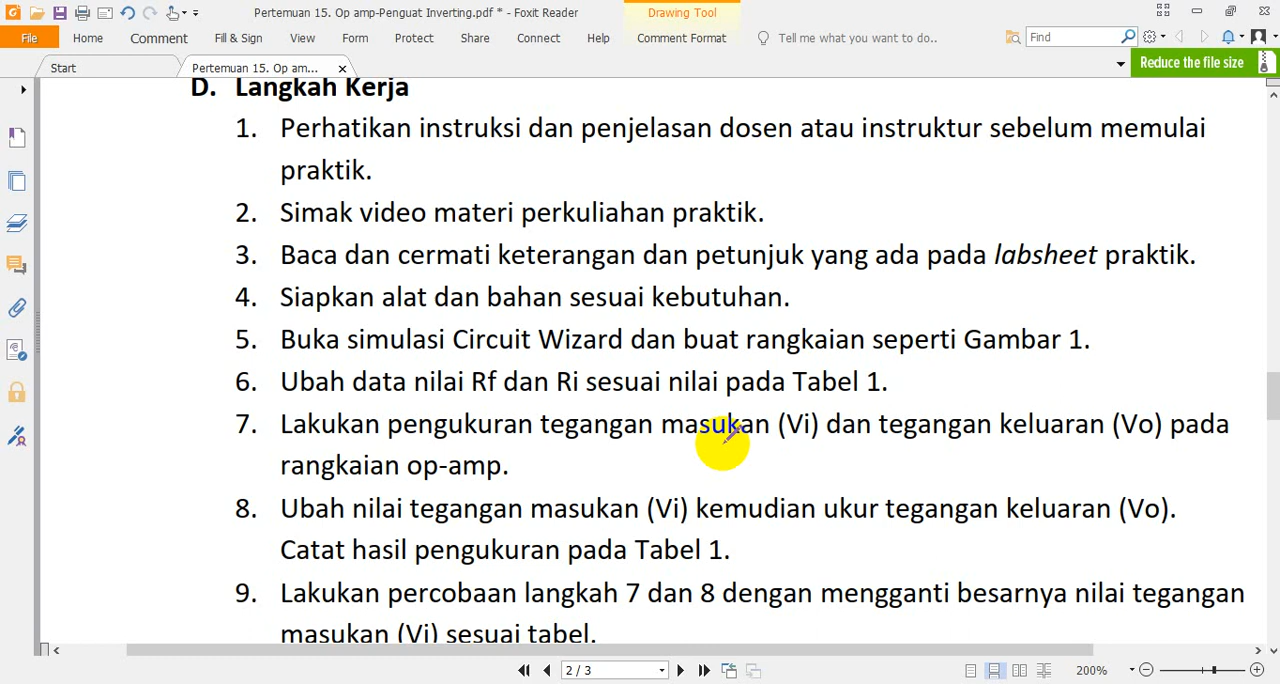 Pertemuan 15. Op amp-Penguat Inverting.pdf * - Foxit Reader
Drawing Tool
File Home Comment Fill & Sign View Form Protect Share Connect Help Comment Format Tell me what you want to do.. Find
Start Pertemuan 15. Op am... Reduce the file size
D. Langkah Kerja
1. Perhatikan instruksi dan penjelasan dosen atau instruktur sebelum memulai
praktik.
2. Simak video materi perkuliahan praktik.
3. Baca dan cermati keterangan dan petunjuk yang ada pada labsheet praktik.
4. Siapkan alat dan bahan sesuai kebutuhan.
5. Buka simulasi Circuit Wizard dan buat rangkaian seperti Gambar 1.
6. Ubah data nilai Rf dan Ri sesuai nilai pada Tabel 1.
7. Lakukan pengukuran tegangan masukan (Vi) dan tegangan keluaran (Vo) pada
rangkaian op-amp.
8. Ubah nilai tegangan masukan (Vi) kemudian ukur tegangan keluaran (Vo).
Catat hasil pengukuran pada Tabel 1.
9. Lakukan percobaan langkah 7 dan 8 dengan mengganti besarnya nilai tegangan
masukan (Vi) sesuai tabel.
2 / 3 200%